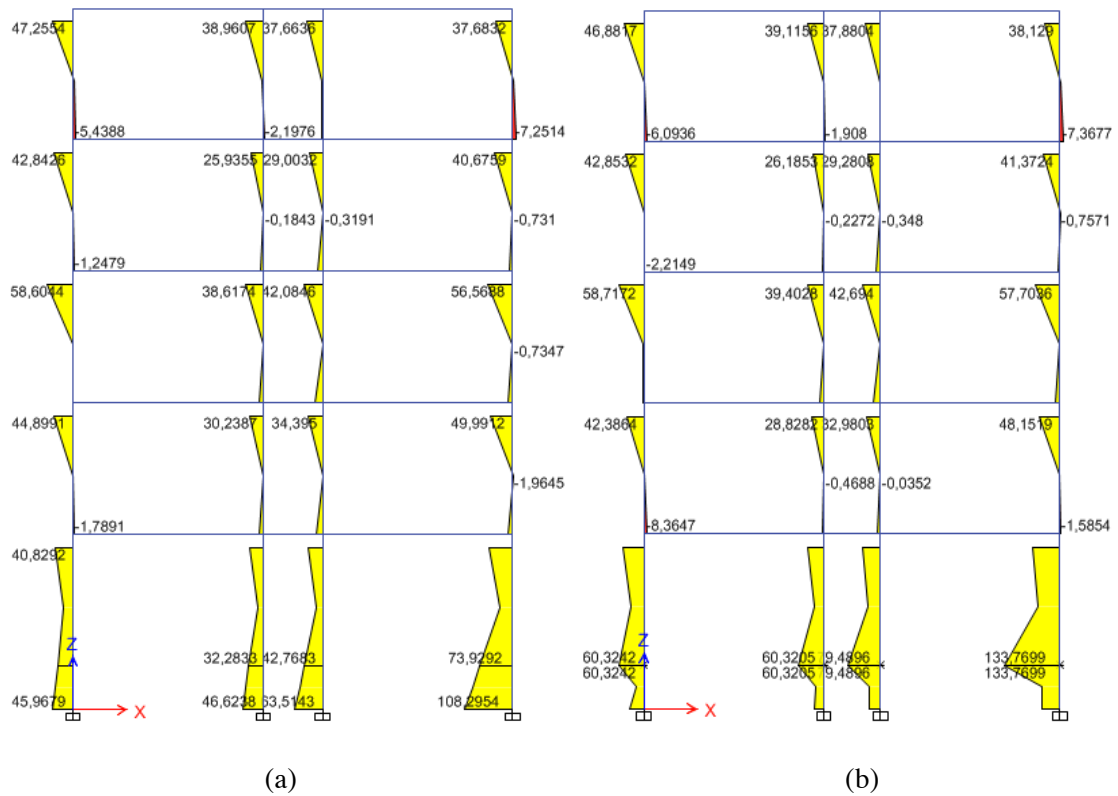 47,2554 38,9607 37,6636 37,6832
-5,4388 -2,1976 -7,2514
42,8426 25,9355 29,0032 40,6759
-0,1843 -0,3191 -0,731
-1,2479
58,6044 38,6174 42,0846 56,5688
-0,7347
44,8991 30,2387 34,395 49,9912
-1,9645
-1,7891
40,8292
Z
32,2833 42,7683 73,9292
45,9679 46,6238 63,5143 108,2954
X
(a)
46,8817 39,1156 37,8804 38,129
-6,0936 -1,908 -7,3677
42,8532 26,1853 29,2808 41,3724
-0,2272 -0,348 -0,7571
-2,2149
58,7172 39,4028 42,694 57,7036
42,3864 28,8282 32,9803 48,1519
-0,4688 -0,0352
-8,3647 -1,5854
Z
60,3242 60,3205 79,4896 133,7699
60,3242 60,3205 79,4896 133,7699
X
(b)